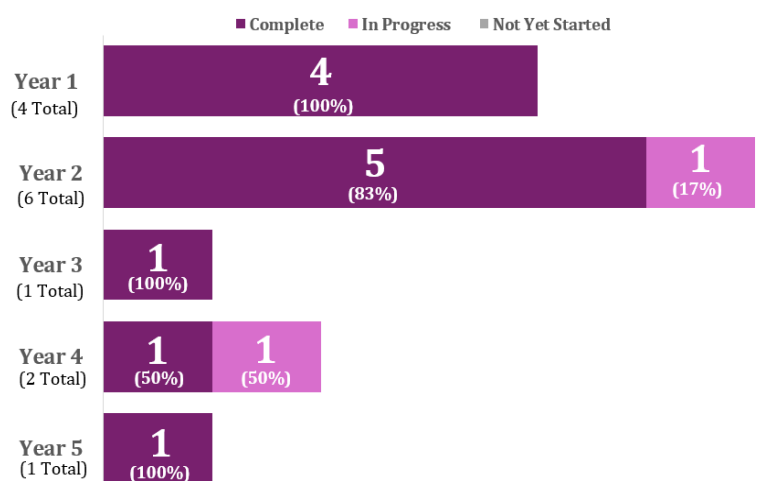 Complete In Progress Not Yet Started
Year 1
(4 Total)
4
(100%)
Year 2
(6 Total)
5
(83%)
1
(17%)
Year 3
(1 Total)
1
(100%)
Year 4
(2 Total)
1
(50%)
1
(50%)
Year 5
(1 Total)
1
(100%)